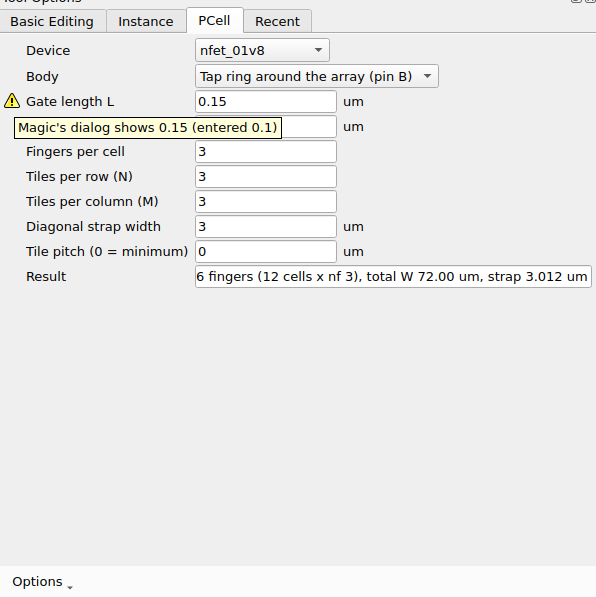 Basic Editing Instance PCell Recent
Device nfet_01v8
Body Tap ring around the array (pin B)
Gate length L 0.15 um
Magic's dialog shows 0.15 (entered 0.1) um
Fingers per cell 3
Tiles per row (N) 3
Tiles per column (M) 3
Diagonal strap width 3 um
Tile pitch (0 = minimum) 0 um
Result 6 fingers (12 cells x nf 3), total W 72.00 um, strap 3.012 um
Options